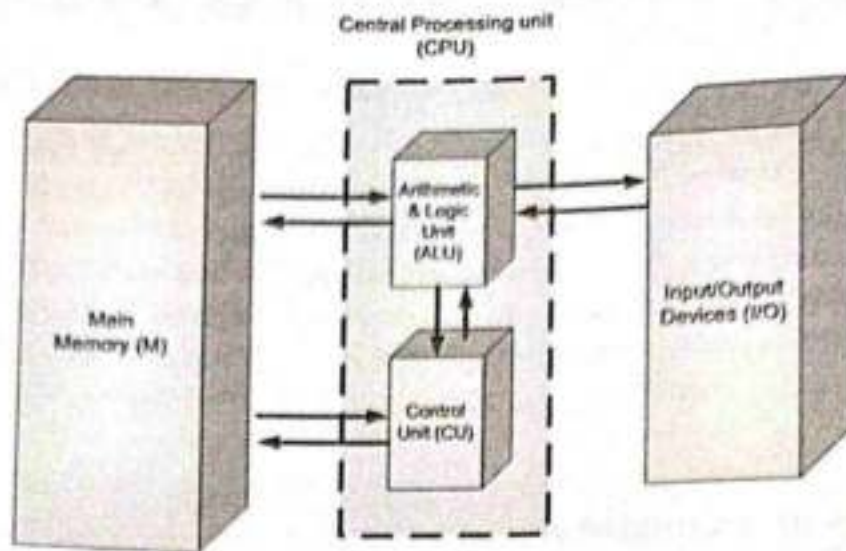 Central Processing unit
(CPU)
Arithmetic
& Logic
Unit
(ALU)
Main
Memory (M)
Input/Output
Devices (I/O)
Control
Unit (CU)